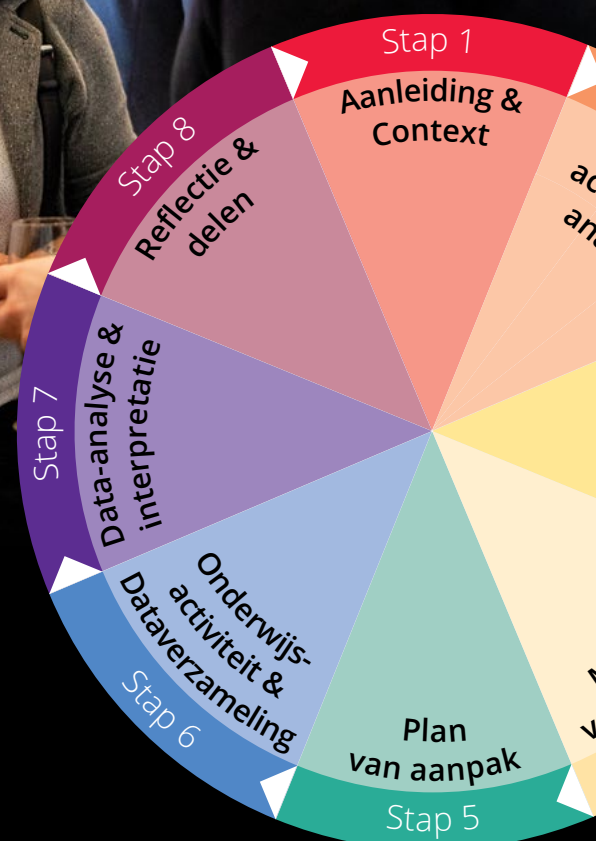 Stap 1
Aanleiding &
Context
Plan
van aanpak
Stap 5
Onderwijs-
activiteit &
Dataverzameling
Stap 6
Data-analyse &
interpretatie
Stap 7
Reflectie &
delen
Stap 8